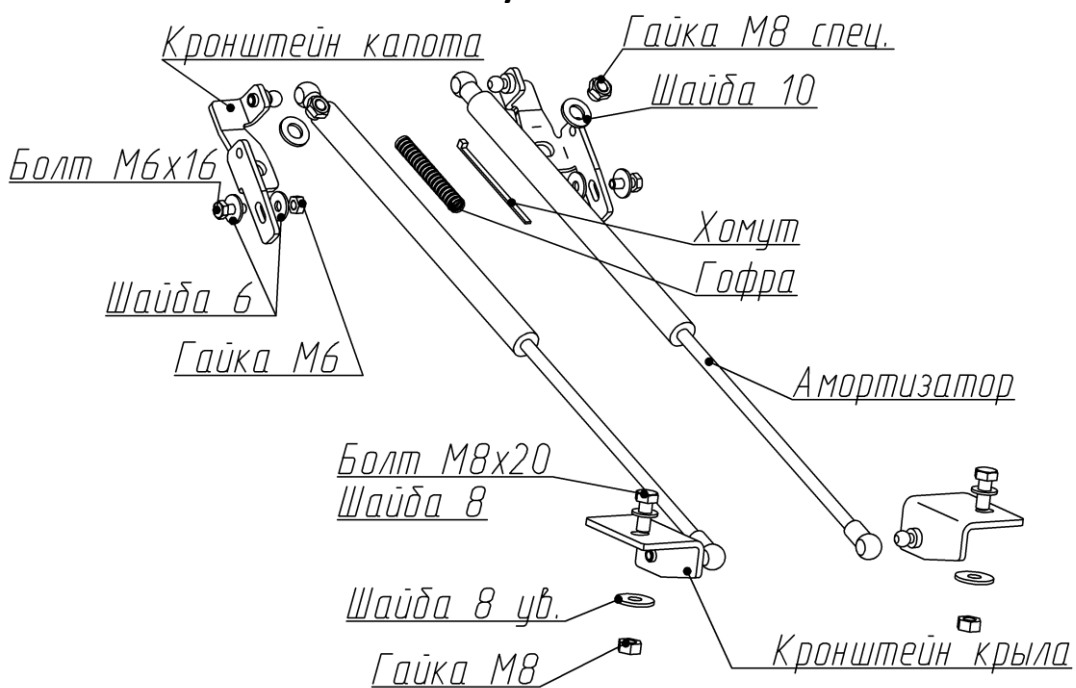 Кронштейн капота
Гайка М8 спец.
Шайба 10
Болт М6х16
Хомут
Гофра
Шайба 6
Гайка М6
Амортизатор
Болт М8х20
Шайба 8
Шайба 8 ув.
Гайка М8
Кронштейн крыла